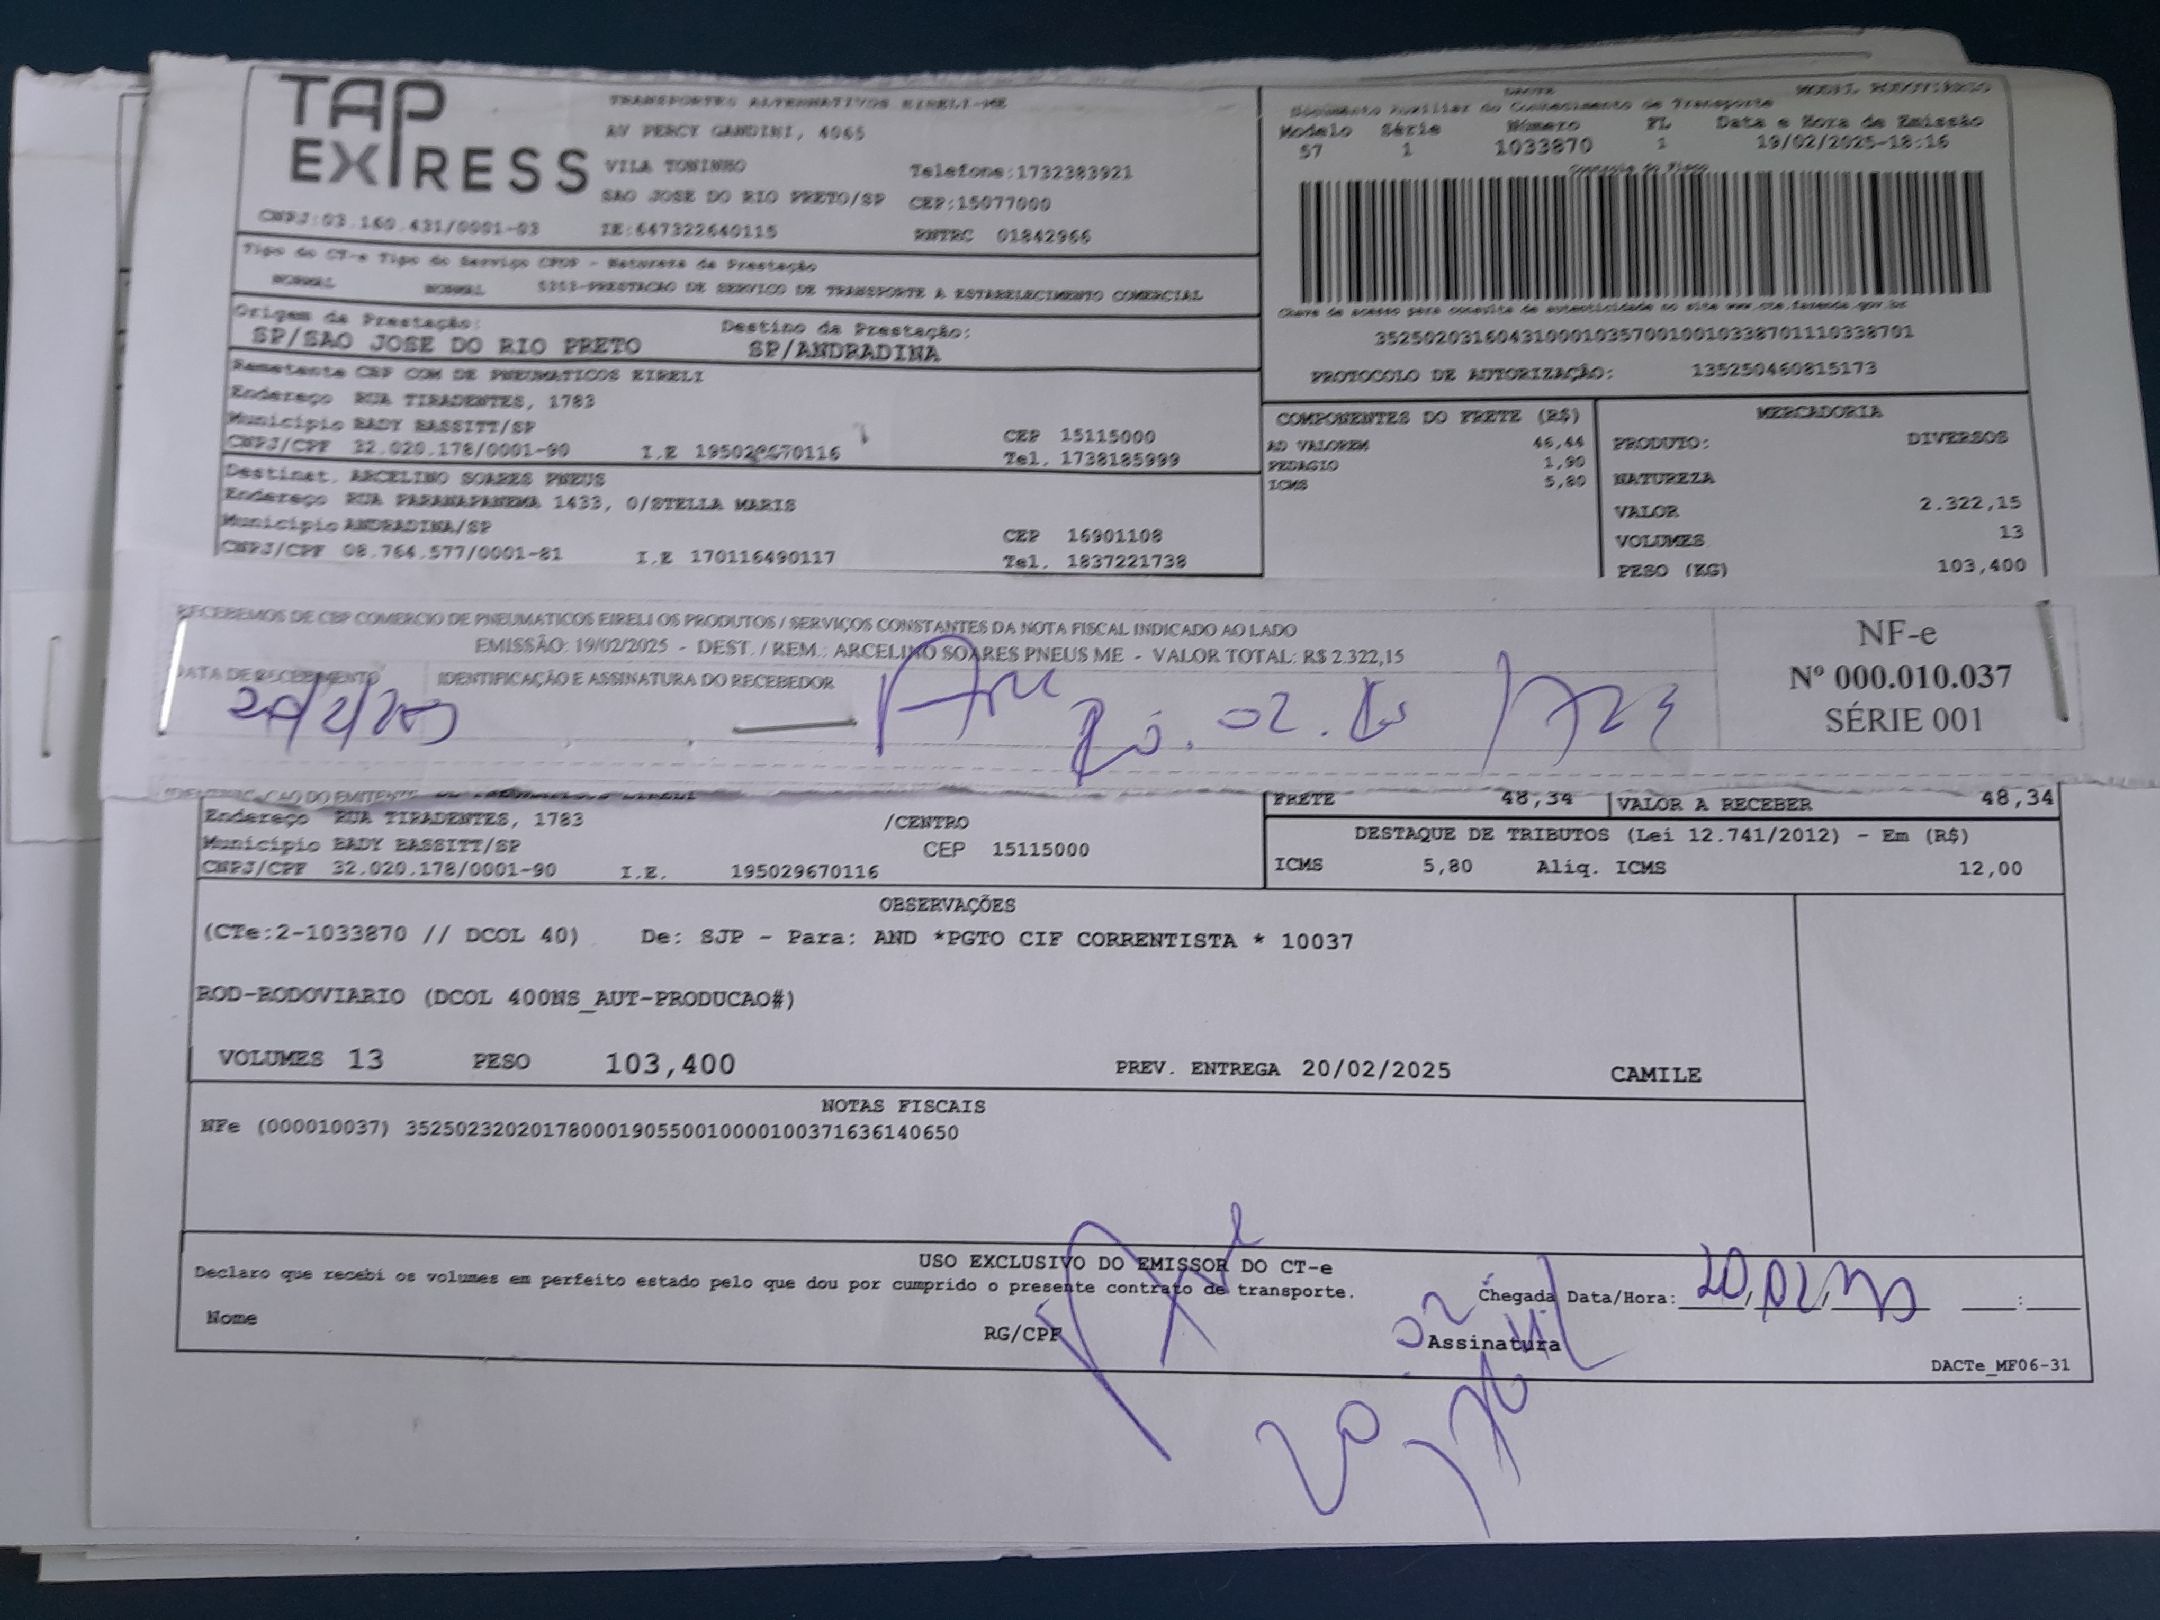 TAP
EXPRESS
TRANSPORTES ALTERNATIVOS EIRELI-ME
AV PERCY GANDINI, 4065
VILA TONINHO
Telefone:1732383921
SAO JOSE DO RIO PRETO/SP CEP:15077000
CNPJ:03.160.431/0001-03 IE:647322640115 RNTRC 01842966
DACTE MODAL RODOVIÁRIO
Documento Auxiliar do Conhecimento de Transporte
Modelo Série Número FL Data e Hora de Emissão
57 1 1033870 1 19/02/2025-18:16
Controle do Fisco
Chave de acesso para consulta de autenticidade no site www.cte.fazenda.gov.br
35250203160431000103570010010338701110338701
PROTOCOLO DE AUTORIZAÇÃO: 135250460815173
Tipo do CT-e Tipo do Serviço CFOP - Natureza da Prestação
NORMAL NORMAL 5353-PRESTACAO DE SERVICO DE TRANSPORTE A ESTABELECIMENTO COMERCIAL
Origem da Prestação: Destino da Prestação:
SP/SAO JOSE DO RIO PRETO SP/ANDRADINA
Remetente CBP COM DE PNEUMATICOS EIRELI
Endereço RUA TIRADENTES, 1783
Município BADY BASSITT/SP CEP 15115000
CNPJ/CPF 32.020.178/0001-90 I.E 195029670116 Tel. 1738185999
Destinat. ARCELINO SOARES PNEUS
Endereço RUA PARANAPANEMA 1433, 0/STELLA MARIS
Município ANDRADINA/SP CEP 16901108
CNPJ/CPF 08.764.577/0001-81 I.E 170116490117 Tel. 1837221738
COMPONENTES DO FRETE (R$)
AD VALOREM 46,44
PEDAGIO 1,90
ICMS 5,80
MERCADORIA
PRODUTO: DIVERSOS
NATUREZA
VALOR 2.322,15
VOLUMES 13
PESO (KG) 103,400
RECEBEMOS DE CBP COMERCIO DE PNEUMATICOS EIRELI OS PRODUTOS / SERVIÇOS CONSTANTES DA NOTA FISCAL INDICADO AO LADO
EMISSÃO: 19/02/2025 - DEST. / REM.: ARCELINO SOARES PNEUS ME - VALOR TOTAL: R$ 2.322,15
DATA DE RECEBIMENTO IDENTIFICAÇÃO E ASSINATURA DO RECEBEDOR
NF-e
Nº 000.010.037
SÉRIE 001
IDENTIFICAÇÃO DO EMITENTE
FRETE 48,34 VALOR A RECEBER 48,34
Endereço RUA TIRADENTES, 1783 /CENTRO
Município BADY BASSITT/SP CEP 15115000
CNPJ/CPF 32.020.178/0001-90 I.E. 195029670116
DESTAQUE DE TRIBUTOS (Lei 12.741/2012) - Em (R$)
ICMS 5,80 Aliq. ICMS 12,00
OBSERVAÇÕES
(CTe:2-1033870 // DCOL 40) De: SJP - Para: AND *PGTO CIF CORRENTISTA * 10037
ROD-RODOVIARIO (DCOL 400NS_AUT-PRODUCAO#)
VOLUMES 13 PESO 103,400 PREV. ENTREGA 20/02/2025 CAMILE
NOTAS FISCAIS
NFe (000010037) 35250232020178000190550010000100371636140650
USO EXCLUSIVO DO EMISSOR DO CT-e
Declaro que recebi os volumes em perfeito estado pelo que dou por cumprido o presente contrato de transporte.
Chegada Data/Hora:
Nome RG/CPF Assinatura
DACTe_MF06-31